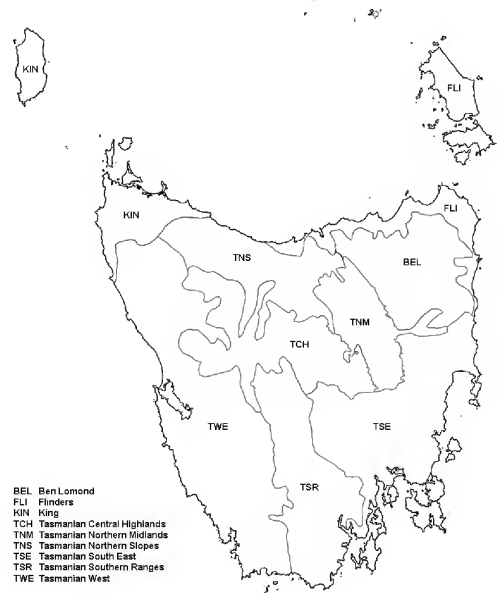 KIN
FLI
KIN
FLI
TNS
BEL
TNM
TCH
TWE
TSE
TSR
BEL Ben Lomond
FLI Flinders
KIN King
TCH Tasmanian Central Highlands
TNM Tasmanian Northern Midlands
TNS Tasmanian Northern Slopes
TSE Tasmanian South East
TSR Tasmanian Southern Ranges
TWE Tasmanian West